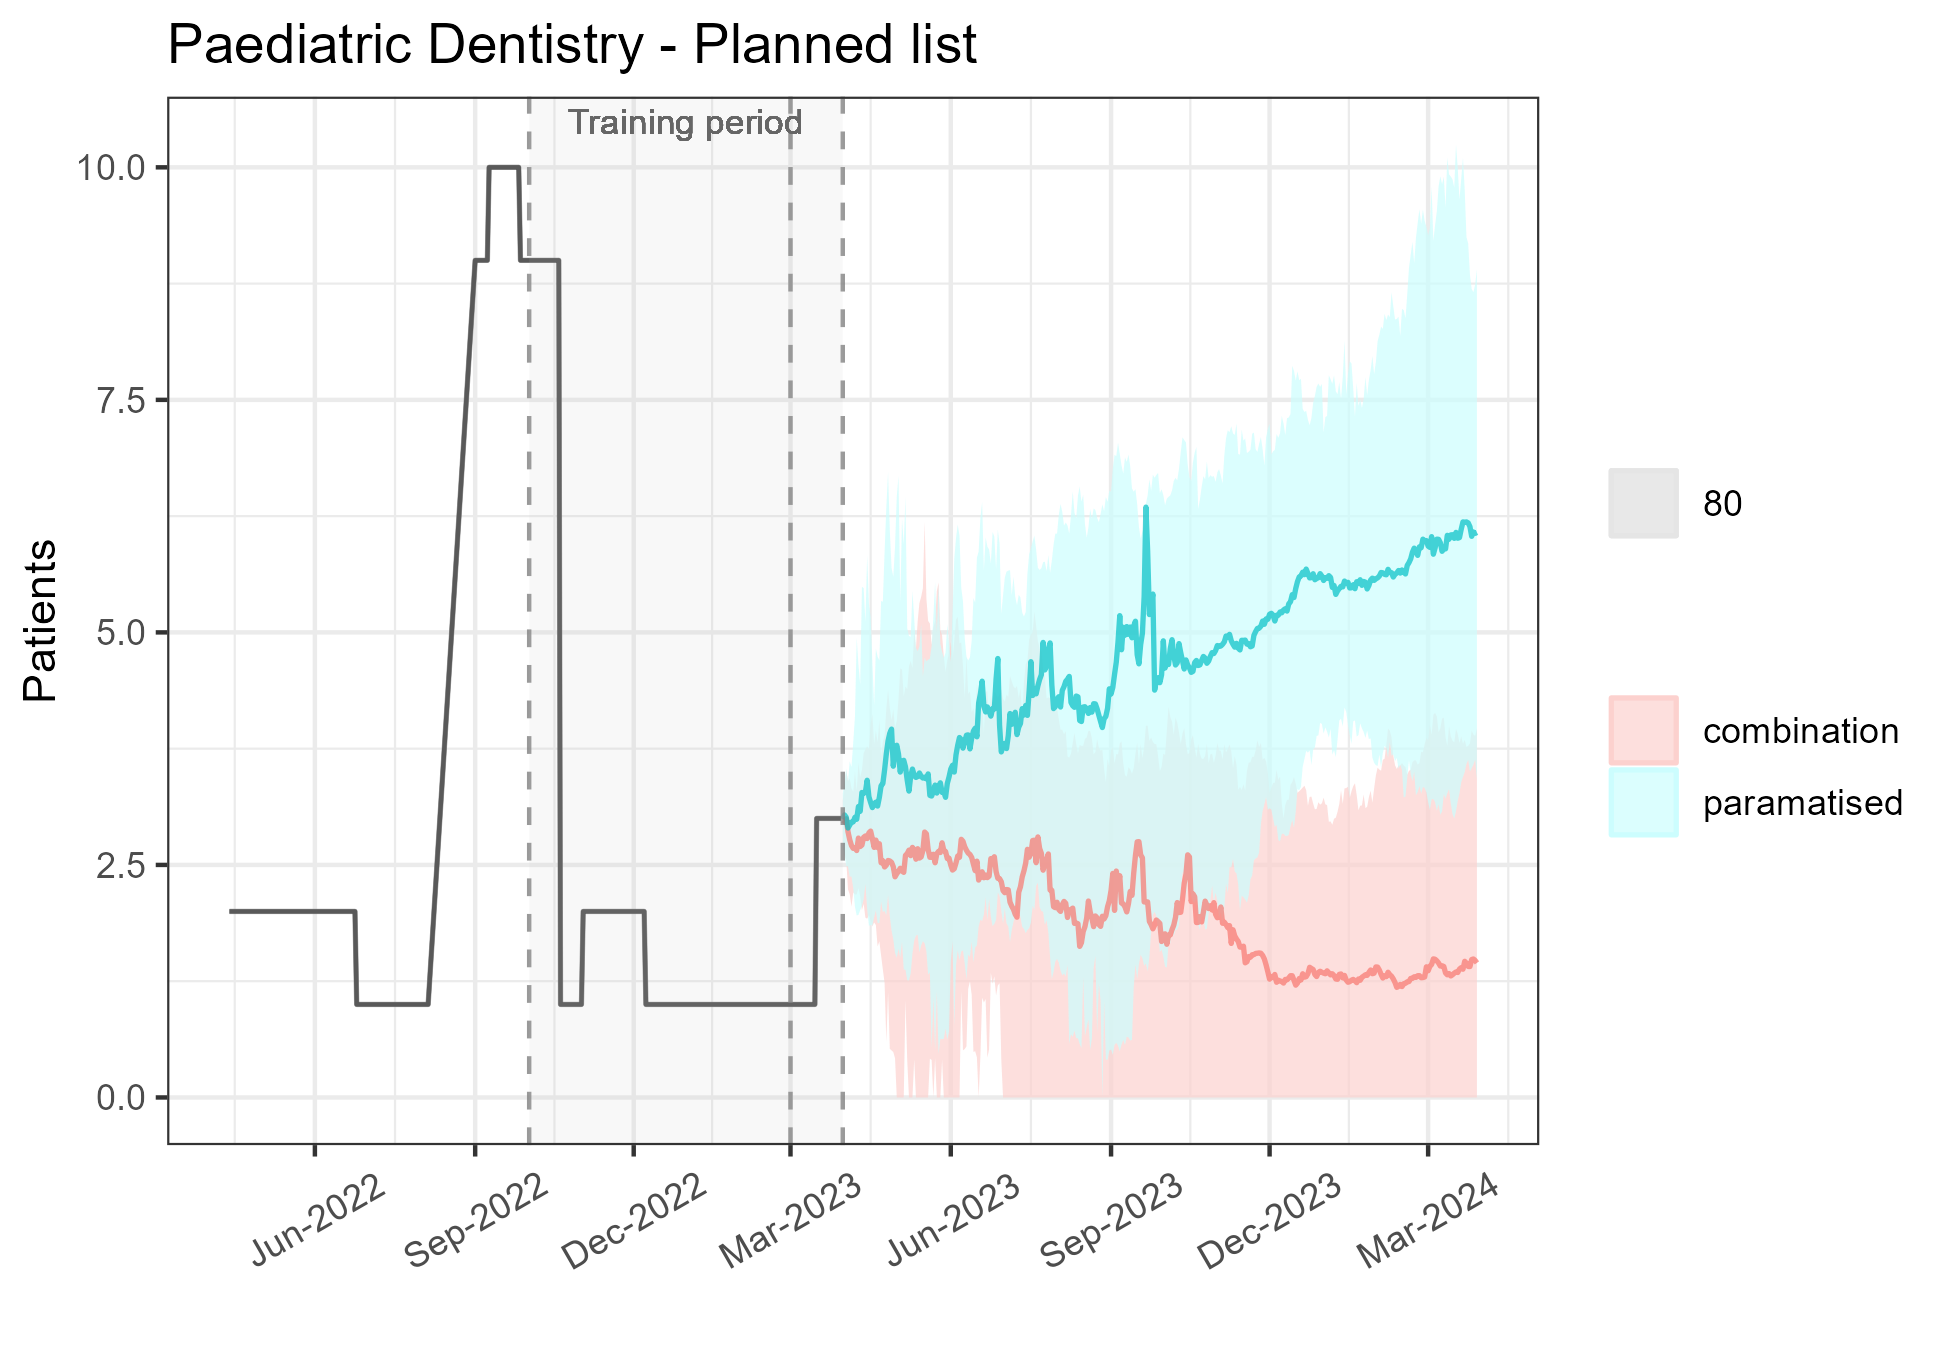 Paediatric Dentistry - Planned list
Training period
Patients
10.0
7.5
5.0
2.5
0.0
Jun-2022
Sep-2022
Dec-2022
Mar-2023
Jun-2023
Sep-2023
Dec-2023
Mar-2024
80
combination
paramatised